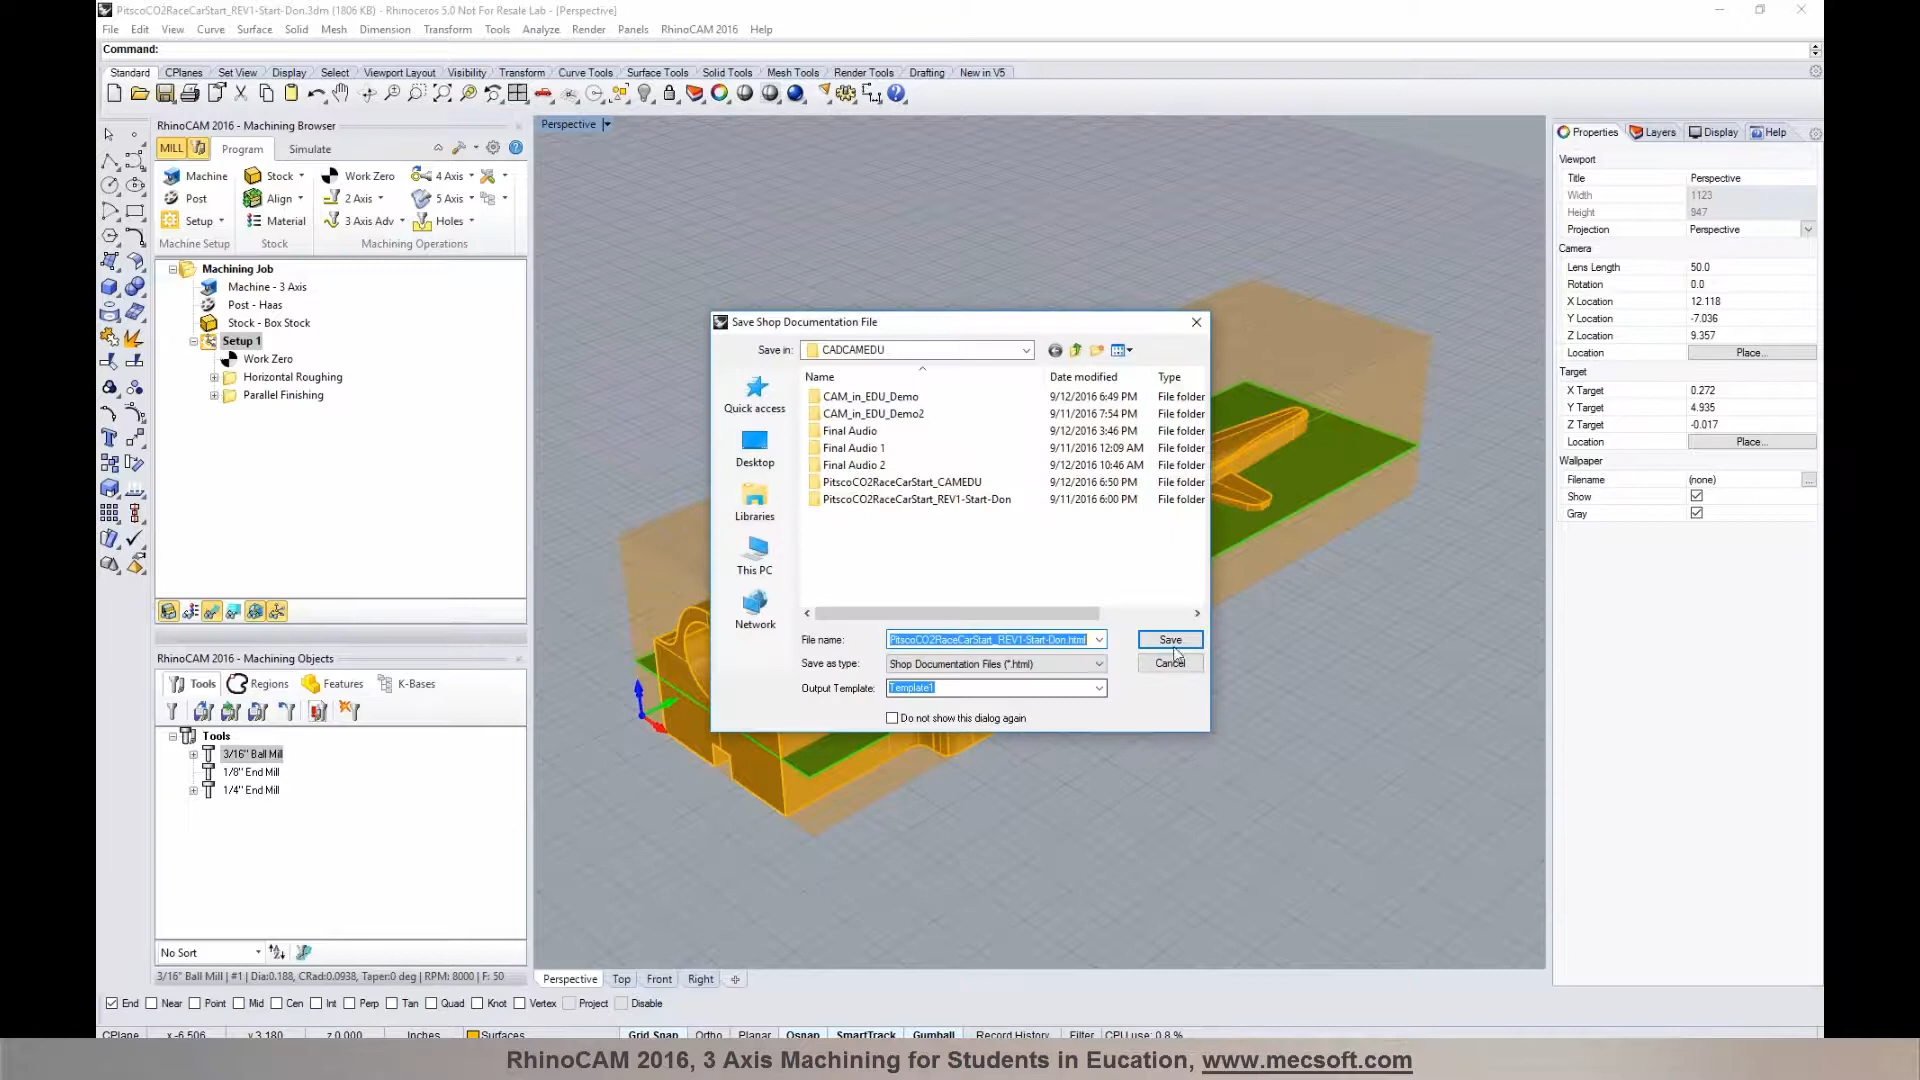 PitscoCO2RaceCarStart_REV1-Start-Don.3dm (1806 KB) - Rhinoceros 5.0 Not For Resale Lab - [Perspective]
File Edit View Curve Surface Solid Mesh Dimension Transform Tools Analyze Render Panels RhinoCAM 2016 Help
Command:
Standard CPlanes Set View Display Select Viewport Layout Visibility Transform Curve Tools Surface Tools Solid Tools Mesh Tools Render Tools Drafting New in V5
RhinoCAM 2016 - Machining Browser
MILL Program Simulate
Machine Stock Work Zero 4 Axis
Post Align 2 Axis 5 Axis
Setup Material 3 Axis Adv Holes
Machine Setup Stock Machining Operations
Machining Job
Machine - 3 Axis
Post - Haas
Stock - Box Stock
Setup 1
Work Zero
Horizontal Roughing
Parallel Finishing
RhinoCAM 2016 - Machining Objects
Tools Regions Features K-Bases
Tools
3/16" Ball Mill
1/8" End Mill
1/4" End Mill
No Sort
3/16" Ball Mill | #1 | Dia:0.188, CRad:0.0938, Taper:0 deg | RPM: 8000 | F: 50
Perspective
Save Shop Documentation File
Save in: CADCAMEDU
Name Date modified Type
CAM_in_EDU_Demo 9/12/2016 6:49 PM File folder
CAM_in_EDU_Demo2 9/11/2016 7:54 PM File folder
Final Audio 9/12/2016 3:46 PM File folder
Final Audio 1 9/11/2016 12:09 AM File folder
Final Audio 2 9/12/2016 10:46 AM File folder
PitscoCO2RaceCarStart_CAMEDU 9/12/2016 6:50 PM File folder
PitscoCO2RaceCarStart_REV1-Start-Don 9/11/2016 6:00 PM File folder
Quick access
Desktop
Libraries
This PC
Network
File name: PitscoCO2RaceCarStart_REV1-Start-Don.html Save
Save as type: Shop Documentation Files (*.html) Cancel
Output Template: Template1
Do not show this dialog again
Properties Layers Display Help
Viewport
Title Perspective
Width 1123
Height 947
Projection Perspective
Camera
Lens Length 50.0
Rotation 0.0
X Location 12.118
Y Location -7.036
Z Location 9.357
Location Place...
Target
X Target 0.272
Y Target 4.935
Z Target -0.017
Location Place...
Wallpaper
Filename (none) ...
Show
Gray
Perspective Top Front Right
End Near Point Mid Cen Int Perp Tan Quad Knot Vertex Project Disable
CPlane x -6.506 y 3.180 z 0.000 Inches Surfaces Grid Snap Ortho Planar Osnap SmartTrack Gumball Record History Filter CPU use: 0.8 %
RhinoCAM 2016, 3 Axis Machining for Students in Eucation, www.mecsoft.com